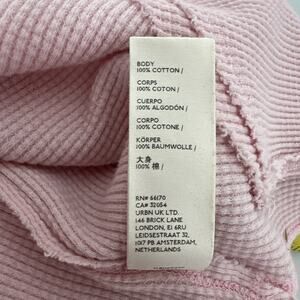 BODY
100% COTTON /
CORPS
100% COTON /
CUERPO
100% ALGODÓN /
CORPO
100% COTONE /
KÖRPER
100% BAUMWOLLE /
大身
100% 棉 /
RN# 66170
CA# 32054
URBN UK LTD.
146 BRICK LANE
LONDON, E1 6RU
LEIDSESTRAAT 32,
1017 PB AMSTERDAM,
NETHERLANDS